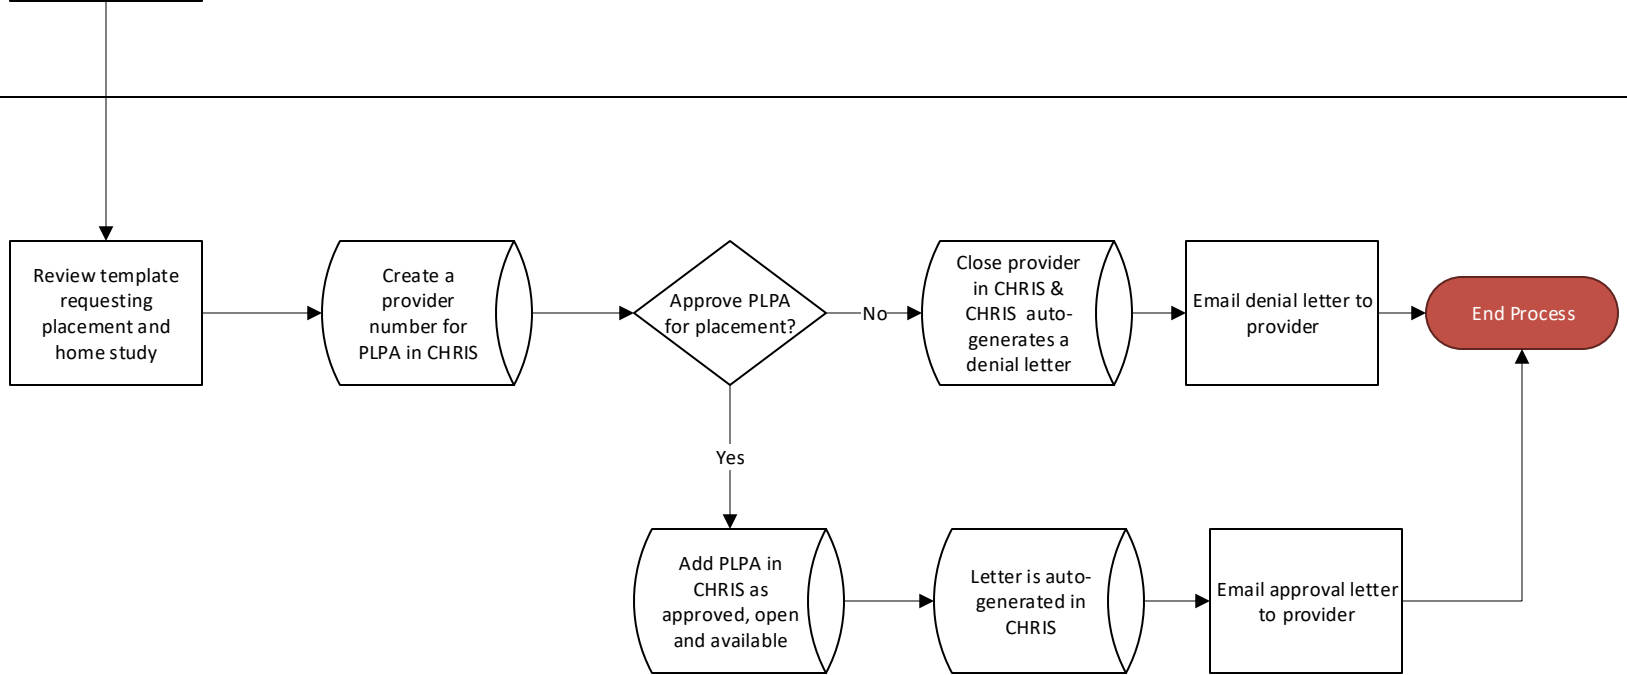 Review template
requesting
placement and
home study
Create a
provider
number for
PLPA in CHRIS
Approve PLPA
for placement?
No
Close provider
in CHRIS &
CHRIS  auto-
generates a
denial letter
Email denial letter to
provider
End Process
Yes
Add PLPA in
CHRIS as
approved, open
and available
Letter is auto-
generated in
CHRIS
Email approval letter
to provider